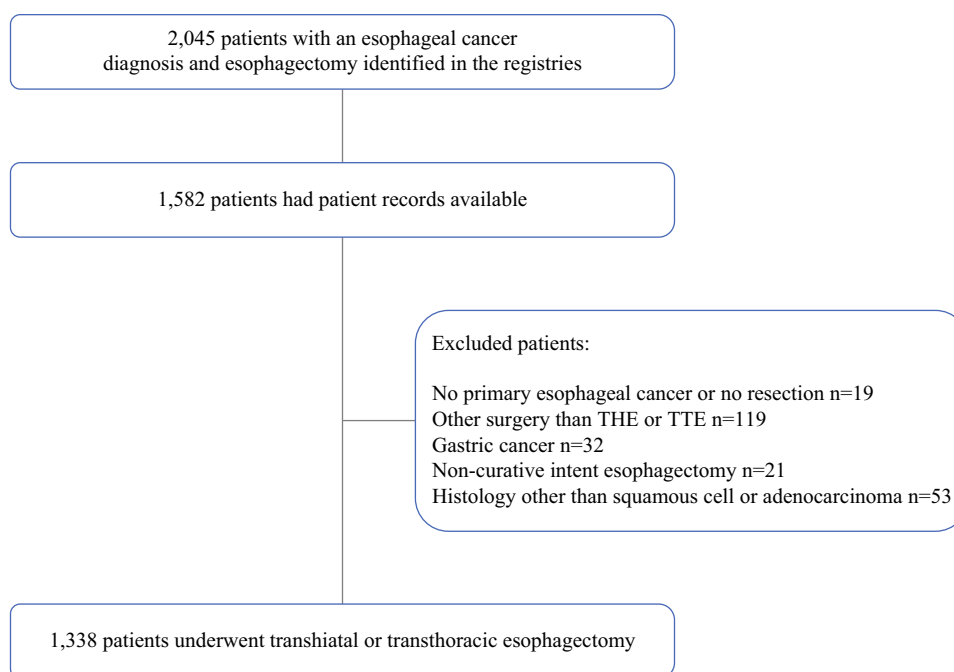 2,045 patients with an esophageal cancer
diagnosis and esophagectomy identified in the registries
1,582 patients had patient records available
Excluded patients:
No primary esophageal cancer or no resection n=19
Other surgery than THE or TTE n=119
Gastric cancer n=32
Non-curative intent esophagectomy n=21
Histology other than squamous cell or adenocarcinoma n=53
1,338 patients underwent transhiatal or transthoracic esophagectomy